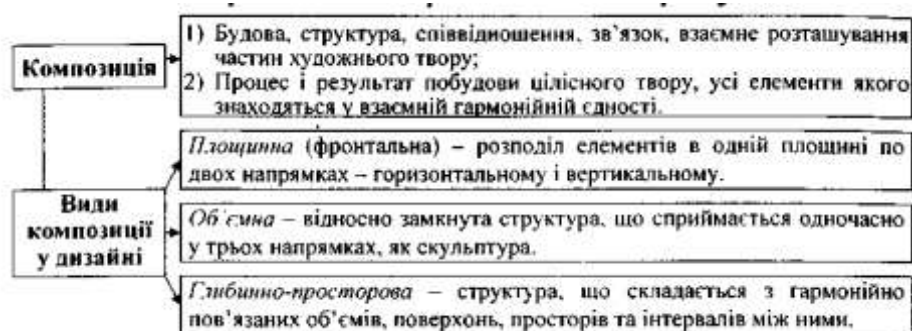 Композиція
1) Будова, структура, співвідношення, зв'язок, взаємне розташування
частин художнього твору;
2) Процес і результат побудови цілісного твору, усі елементи якого
знаходяться у взаємній гармонійній єдності.
Види
композиції
у дизайні
Площинна (фронтальна) – розподіл елементів в одній площині по
двох напрямках – горизонтальному і вертикальному.
Об'ємна – відносно замкнута структура, що сприймається одночасно
у трьох напрямках, як скульптура.
Глибинно-просторова – структура, що складається з гармонійно
пов'язаних об'ємів, поверхонь, просторів та інтервалів між ними.